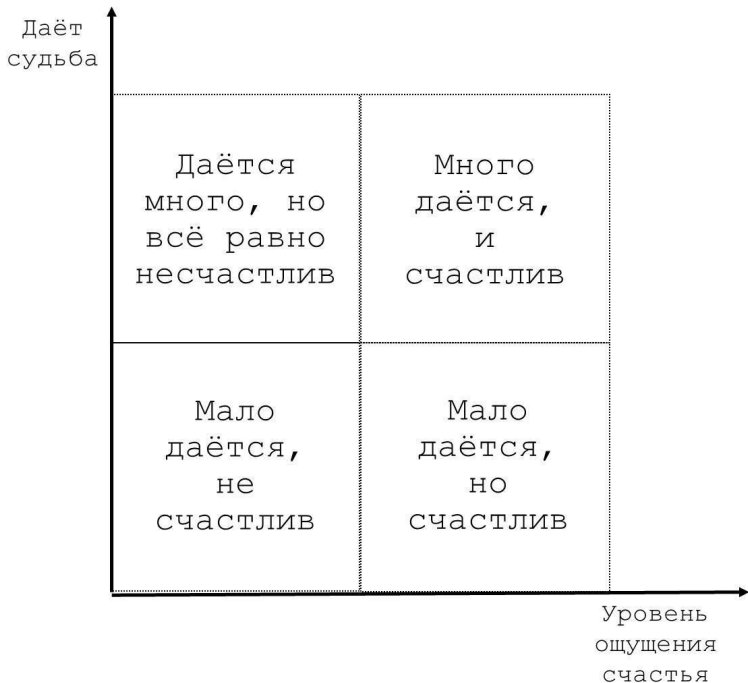 Даёт
судьба
Даётся
много, но
всё равно
несчастлив
Много
даётся,
и
счастлив
Мало
даётся,
не
счастлив
Мало
даётся,
но
счастлив
Уровень
ощущения
счастья